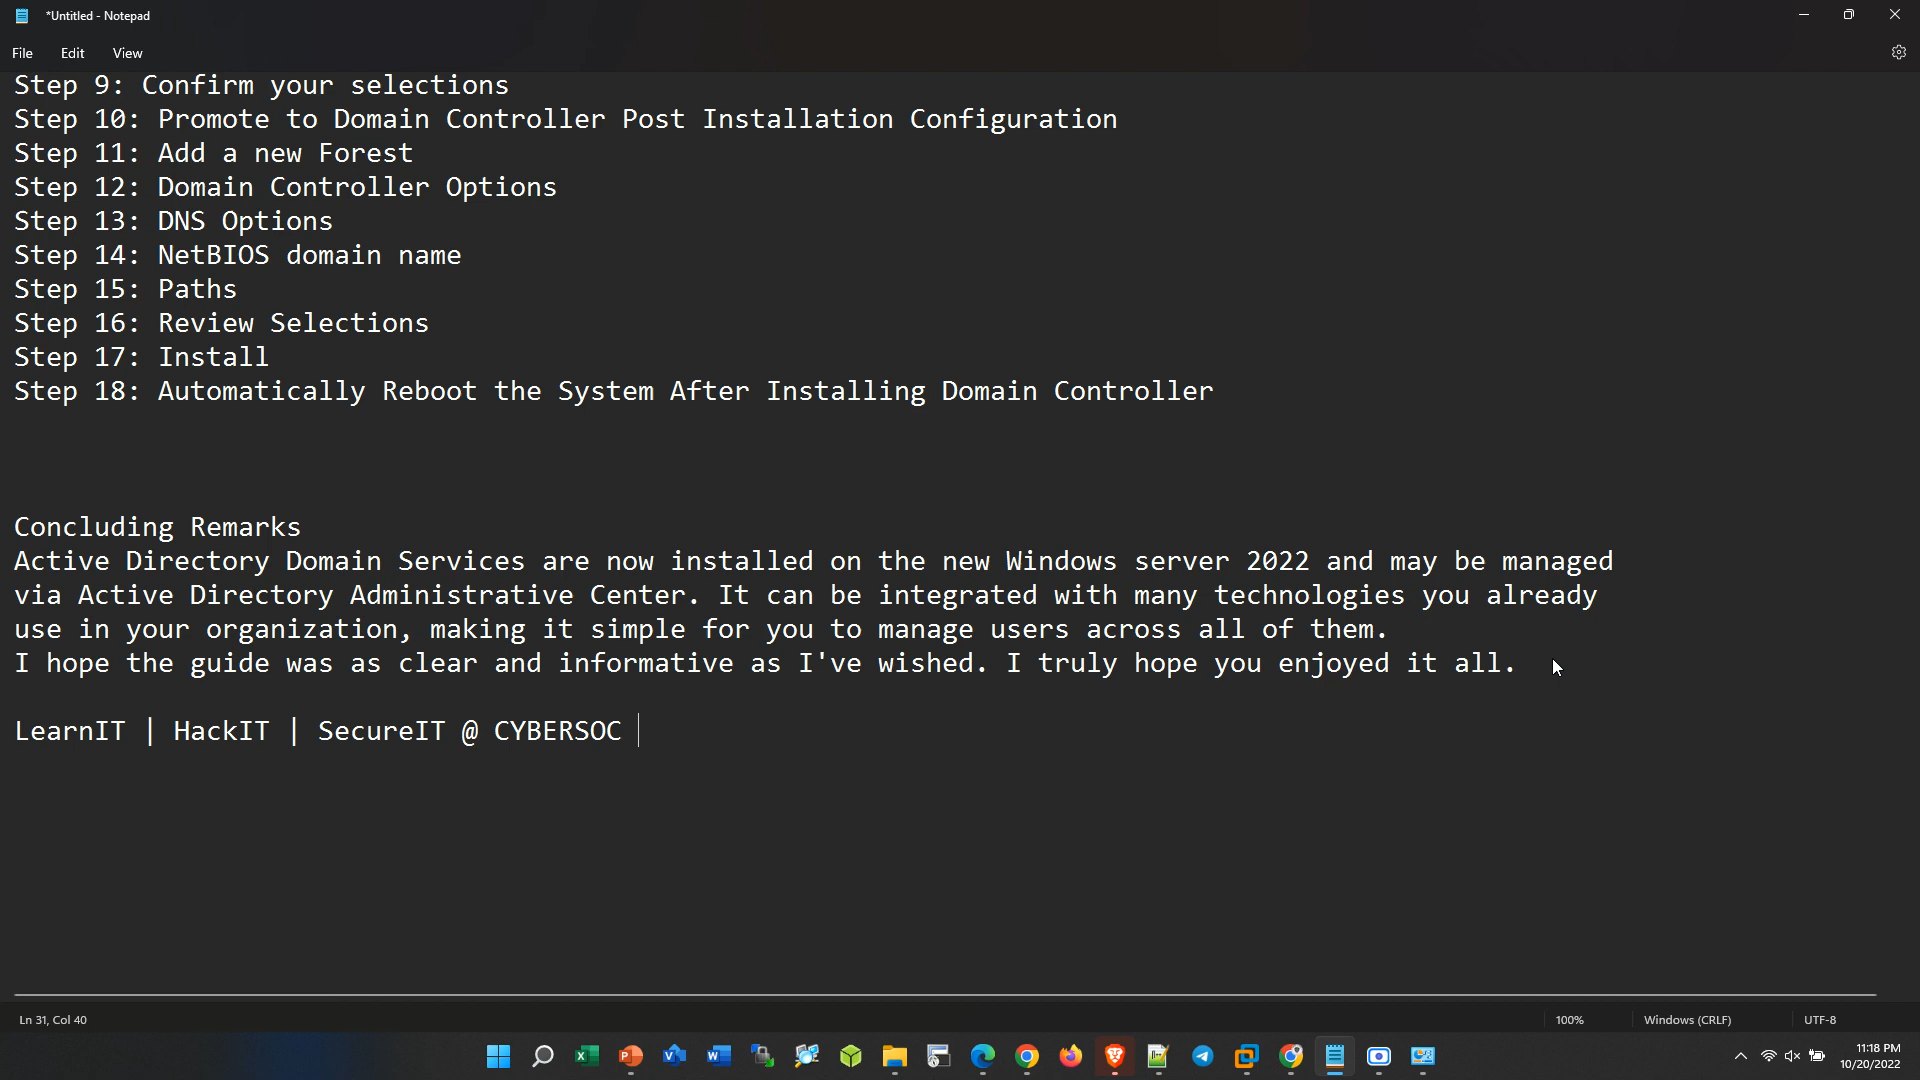 *Untitled - Notepad
File Edit View
Step 9: Confirm your selections
Step 10: Promote to Domain Controller Post Installation Configuration
Step 11: Add a new Forest
Step 12: Domain Controller Options
Step 13: DNS Options
Step 14: NetBIOS domain name
Step 15: Paths
Step 16: Review Selections
Step 17: Install
Step 18: Automatically Reboot the System After Installing Domain Controller
Concluding Remarks
Active Directory Domain Services are now installed on the new Windows server 2022 and may be managed
via Active Directory Administrative Center. It can be integrated with many technologies you already
use in your organization, making it simple for you to manage users across all of them.
I hope the guide was as clear and informative as I've wished. I truly hope you enjoyed it all.
LearnIT | HackIT | SecureIT @ CYBERSOC
Ln 31, Col 40 100% Windows (CRLF) UTF-8
11:18 PM
10/20/2022